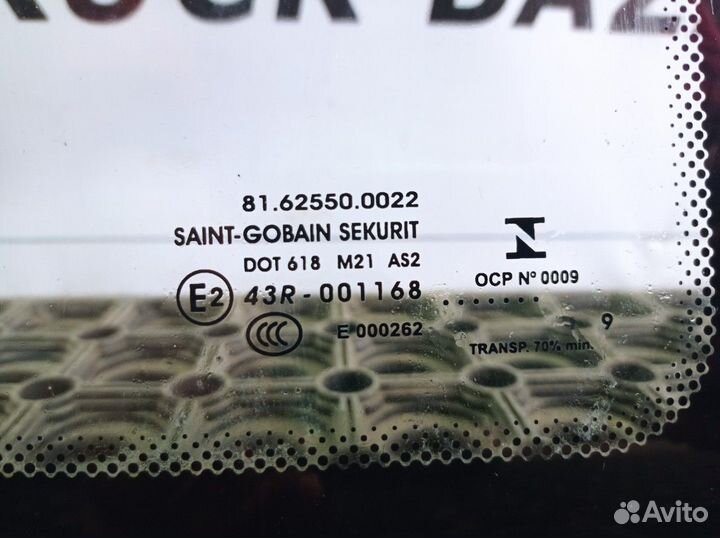 81.62550.0022
SAINT-GOBAIN SEKURIT
DOT 618 M21 AS2
E2 43R-001168
CCC E 000262
N
OCP Nº 0009
. . . . . . . 9
TRANSP. 70% min.
Avito